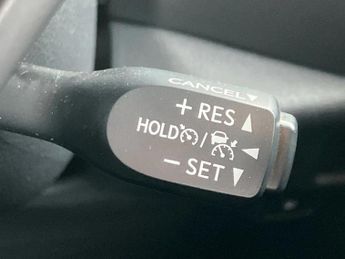 CANCEL▼
+ RES ▲
HOLD / ◀
− SET ▼